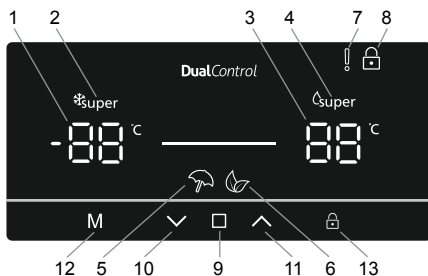 1 2 3 4 7 8
DualControl
super super
-88 °C 88 °C
M
12 5 10 9 11 6 13